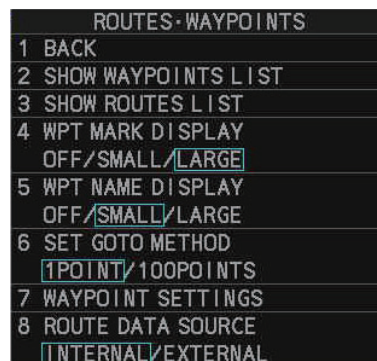 ROUTES·WAYPOINTS
1 BACK
2 SHOW WAYPOINTS LIST
3 SHOW ROUTES LIST
4 WPT MARK DISPLAY
OFF/SMALL/LARGE
5 WPT NAME DISPLAY
OFF/SMALL/LARGE
6 SET GOTO METHOD
1POINT/100POINTS
7 WAYPOINT SETTINGS
8 ROUTE DATA SOURCE
INTERNAL/EXTERNAL